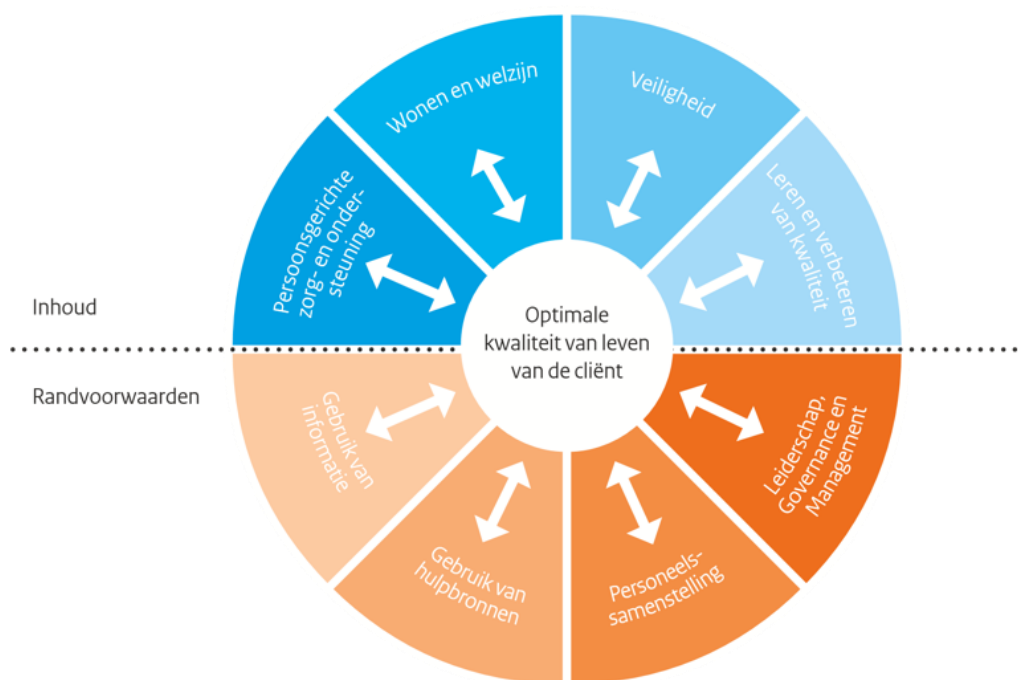 Wonen en welzijn
Veiligheid
Persoonsgerichte
zorg- en onder-
steuning
Leren en verbeteren
van kwaliteit
Inhoud
Optimale
kwaliteit van leven
van de cliënt
Randvoorwaarden
Gebruik van
informatie
Leiderschap,
Governance en
Management
Gebruik van
hulpbronnen
Personeels-
samenstelling